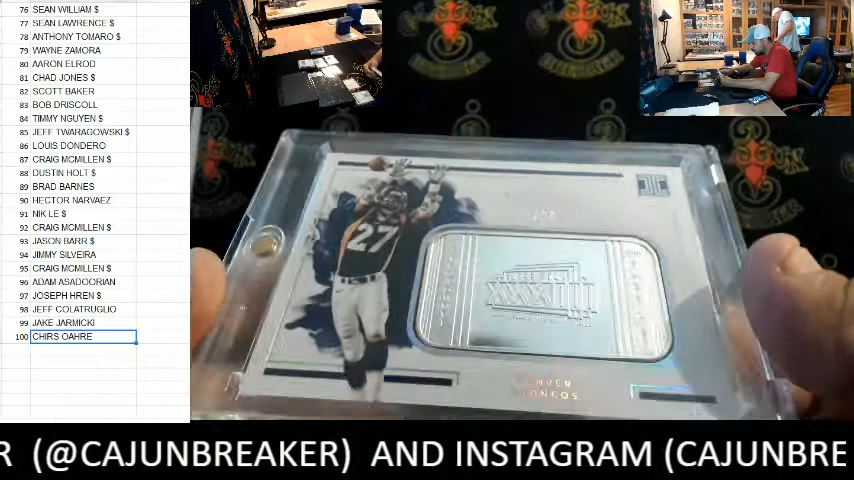 76 SEAN WILLIAM $
77 SEAN LAWRENCE $
78 ANTHONY TOMARO $
79 WAYNE ZAMORA
80 AARON ELROD
81 CHAD JONES $
82 SCOTT BAKER
83 BOB DRISCOLL
84 TIMMY NGUYEN $
85 JEFF TWARAGOWSKI $
86 LOUIS DONDERO
87 CRAIG MCMILLEN $
88 DUSTIN HOLT $
89 BRAD BARNES
90 HECTOR NARVAEZ
91 NIK LE $
92 CRAIG MCMILLEN $
93 JASON BARR $
94 JIMMY SILVEIRA
95 CRAIG MCMILLEN $
96 ADAM ASADOORIAN
97 JOSEPH HREN $
98 JEFF COLATRUGLIO
99 JAKE JARMICKI
100 CHIRS OAHRE
27
SUPER BOWL
XXXIII
DENVER
BRONCOS
R (@CAJUNBREAKER) AND INSTAGRAM (CAJUNBRE